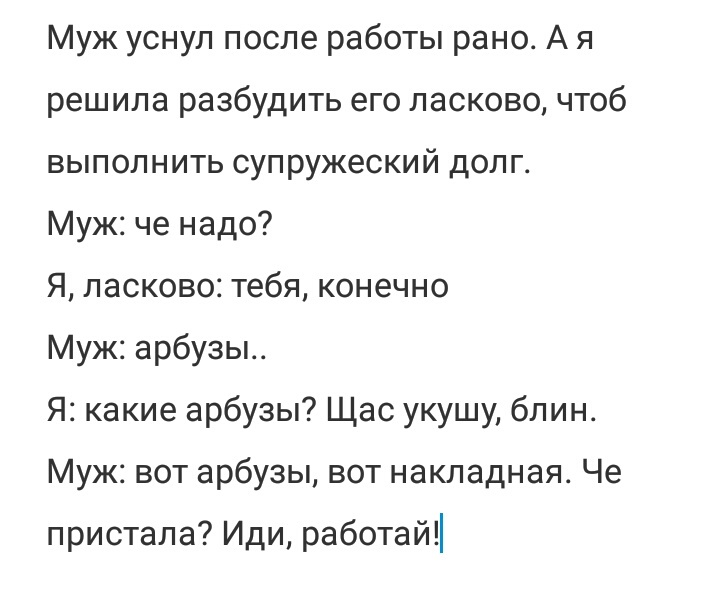 Муж уснул после работы рано. А я
решила разбудить его ласково, чтоб
выполнить супружеский долг.
Муж: че надо?
Я, ласково: тебя, конечно
Муж: арбузы..
Я: какие арбузы? Щас укушу, блин.
Муж: вот арбузы, вот накладная. Че
пристала? Иди, работай!